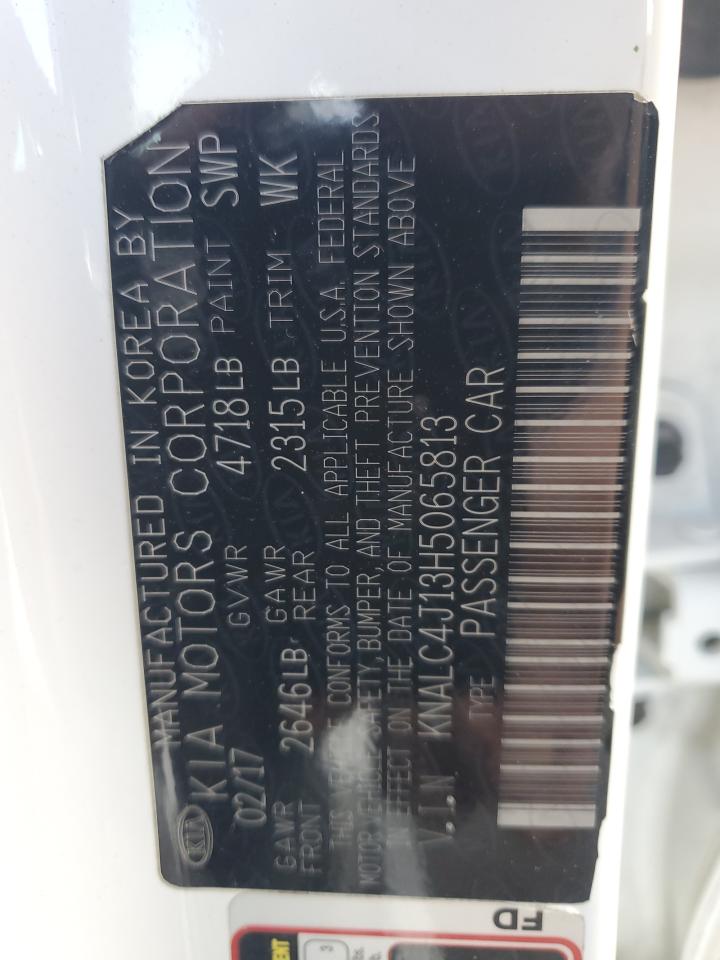 MANUFACTURED IN KOREA BY
KIA KIA MOTORS CORPORATION
02/17 GVWR 4718LB PAINT SWP
GAWR FRONT 2646LB GAWR REAR 2315LB TRIM WK
THIS VEHICLE CONFORMS TO ALL APPLICABLE U.S.A. FEDERAL
MOTOR VEHICLE SAFETY, BUMPER, AND THEFT PREVENTION STANDARDS
IN EFFECT ON THE DATE OF MANUFACTURE SHOWN ABOVE
V.I.N KNALC4J13H5065813
TYPE PASSENGER CAR
FD